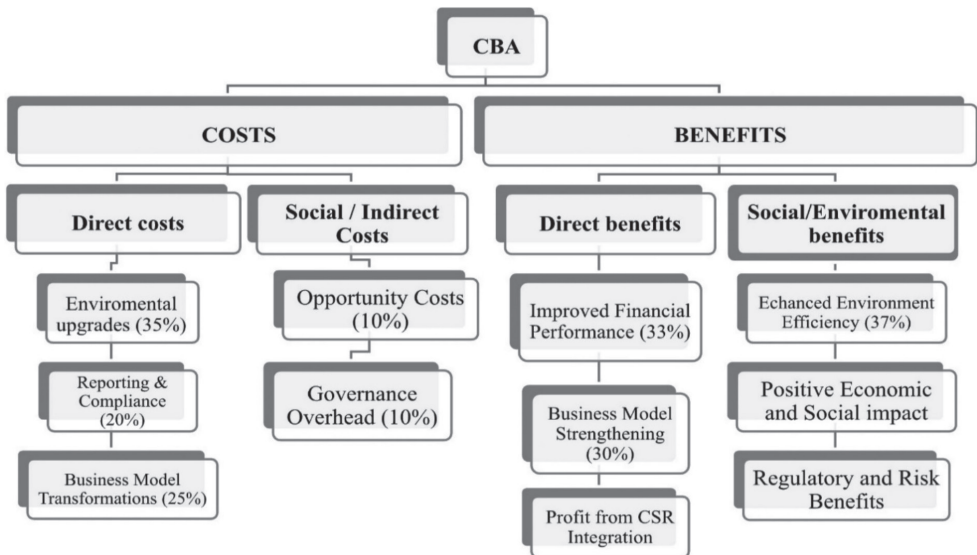 CBA
COSTS
BENEFITS
Direct costs
Social / Indirect
Costs
Direct benefits
Social/Enviromental
benefits
Enviromental
upgrades (35%)
Opportunity Costs
(10%)
Improved Financial
Performance (33%)
Echanced Environment
Efficiency (37%)
Reporting &
Compliance
(20%)
Governance
Overhead (10%)
Business Model
Strengthening
(30%)
Positive Economic
and Social impact
Business Model
Transformations (25%)
Profit from CSR
Integration
Regulatory and Risk
Benefits